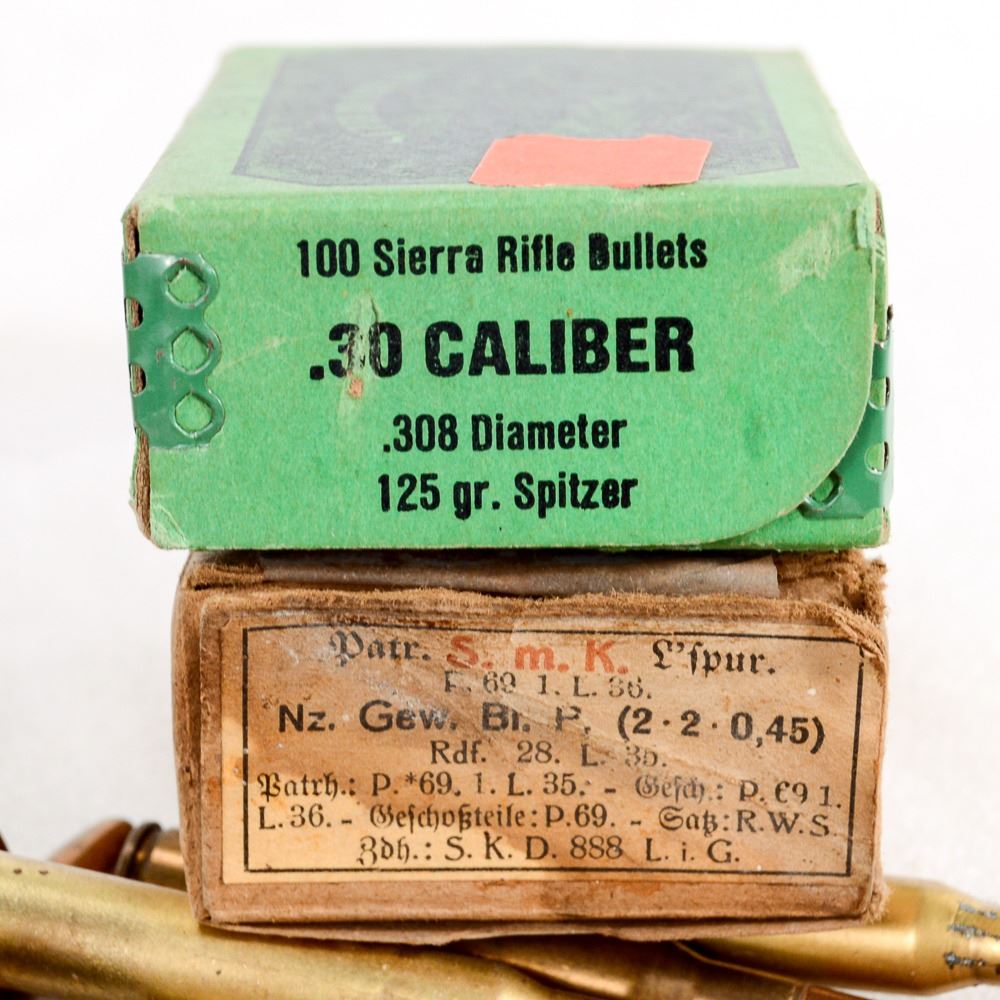 100 Sierra Rifle Bullets
.30 CALIBER
.308 Diameter
125 gr. Spitzer
Patr. S. m. K. L'ſpur.
P. 69 1. L. 36.
Nz. Gew. Bl. P. (2·2·0,45)
Rdf. 28. L. 35.
Patrh.: P.*69. 1. L. 35. - Geſch.: P. 69 1.
L. 36. - Geſchoßteile: P. 69. - Satz: R.W.S.
Zdh.: S. K. D. 888 L. i. G.